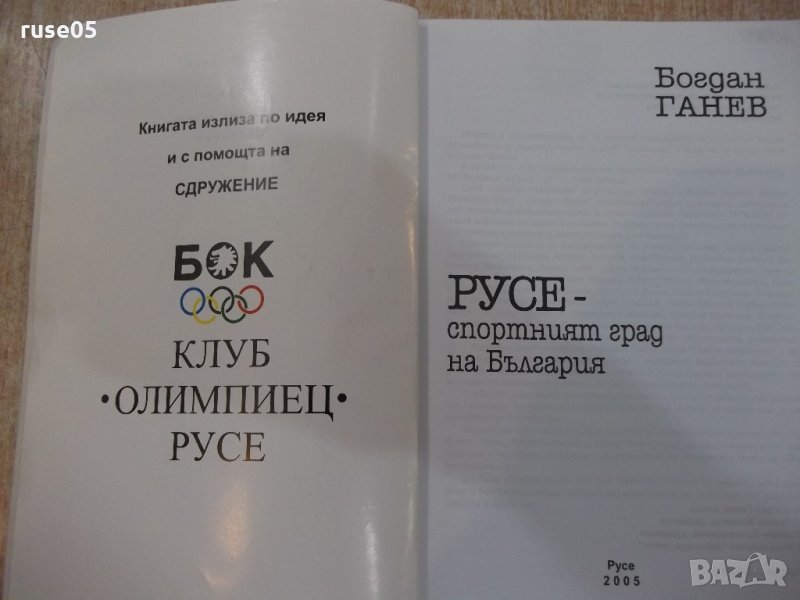 ruse05
Книгата излиза по идея
и с помощта на
СДРУЖЕНИЕ
БОК
КЛУБ
•ОЛИМПИЕЦ•
РУСЕ
Богдан
ГАНЕВ
РУСЕ -
спортният град
на България
Русе
2005
BAZAR